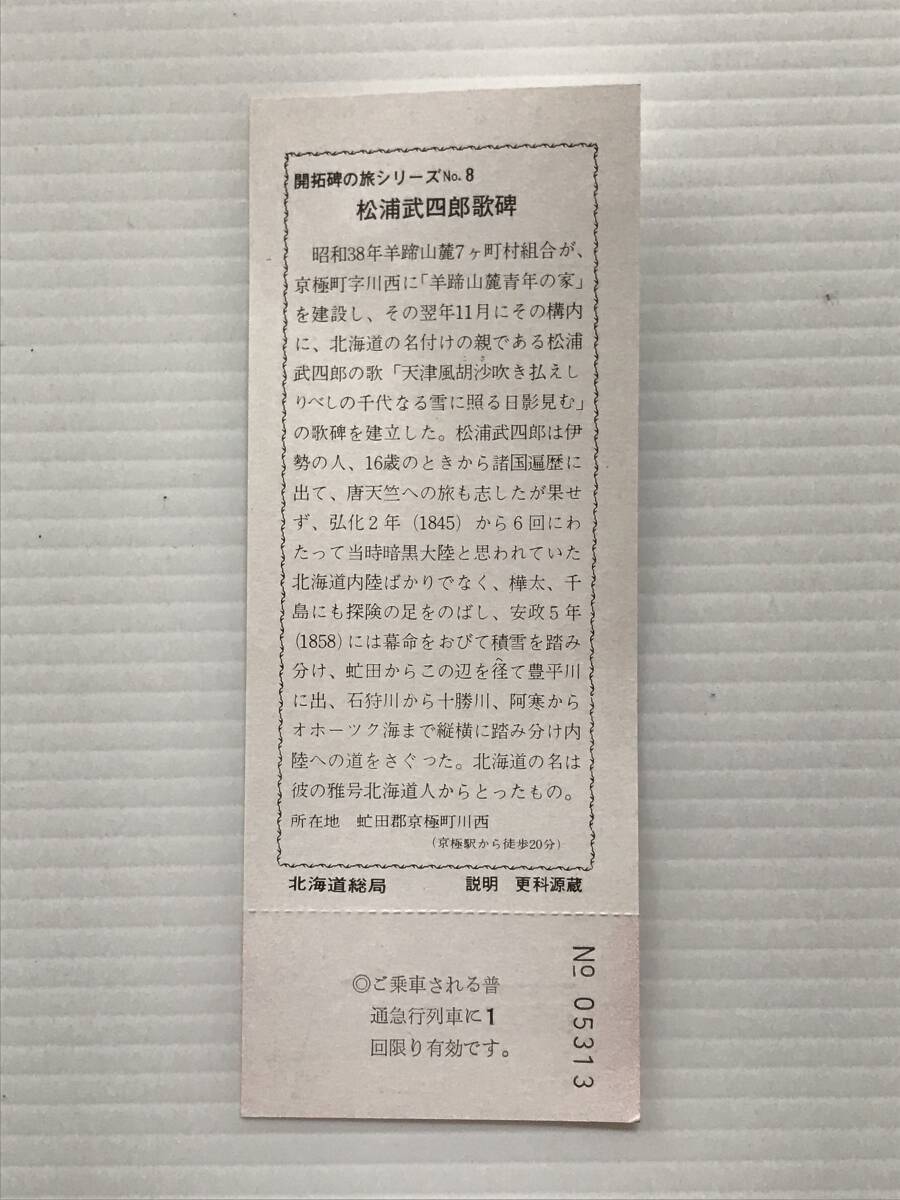 開拓碑の旅シリーズNo.8
松浦武四郎歌碑
昭和38年羊蹄山麓7ヶ町村組合が、
京極町字川西に「羊蹄山麓青年の家」
を建設し、その翌年11月にその構内
に、北海道の名付けの親である松浦
武四郎の歌「天津風胡沙吹き払えし
りべしの千代なる雪に照る日影見む」
の歌碑を建立した。松浦武四郎は伊
勢の人、16歳のときから諸国遍歴に
出て、唐天竺への旅も志したが果せ
ず、弘化2年（1845）から6回にわ
たって当時暗黒大陸と思われていた
北海道内陸ばかりでなく、樺太、千
島にも探険の足をのばし、安政5年
（1858）には幕命をおびて積雪を踏み
分け、虻田からこの辺を径て豊平川
に出、石狩川から十勝川、阿寒から
オホーツク海まで縦横に踏み分け内
陸への道をさぐった。北海道の名は
彼の雅号北海道人からとったもの。
所在地　虻田郡京極町川西
（京極駅から徒歩20分）
北海道総局　説明　更科源蔵
◎ご乗車される普
通急行列車に1
回限り有効です。
No 05313